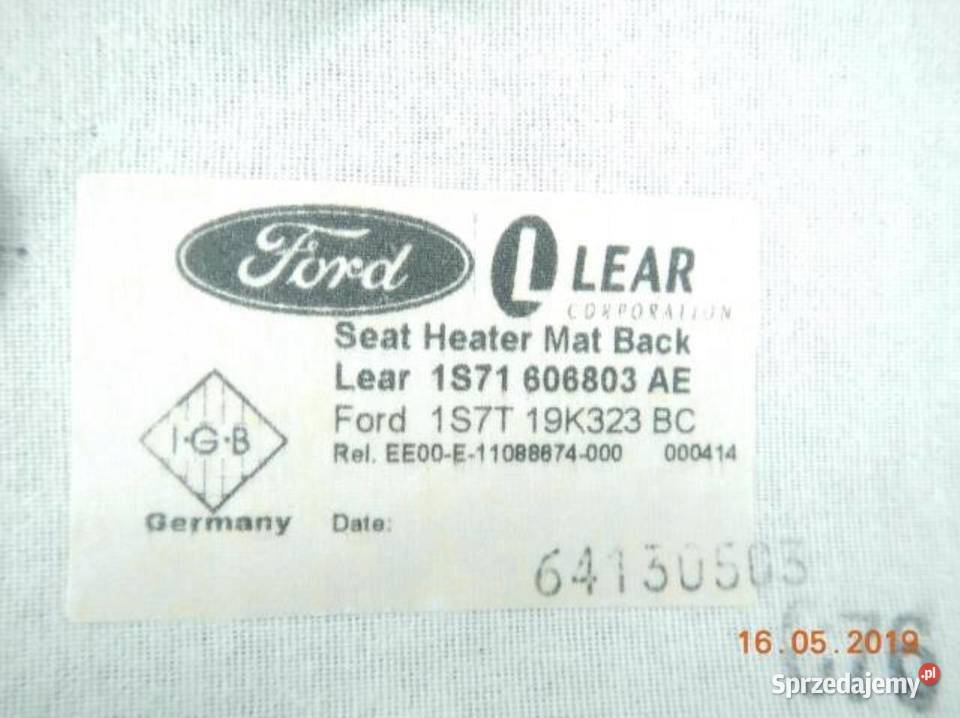 Ford
L LEAR
CORPORATION
Seat Heater Mat Back
Lear 1S71 606803 AE
Ford 1S7T 19K323 BC
Rel. EE00-E-11088674-000 000414
I·G·B
Germany
Date:
64130503
16.05.2019
Sprzedajemy.pl